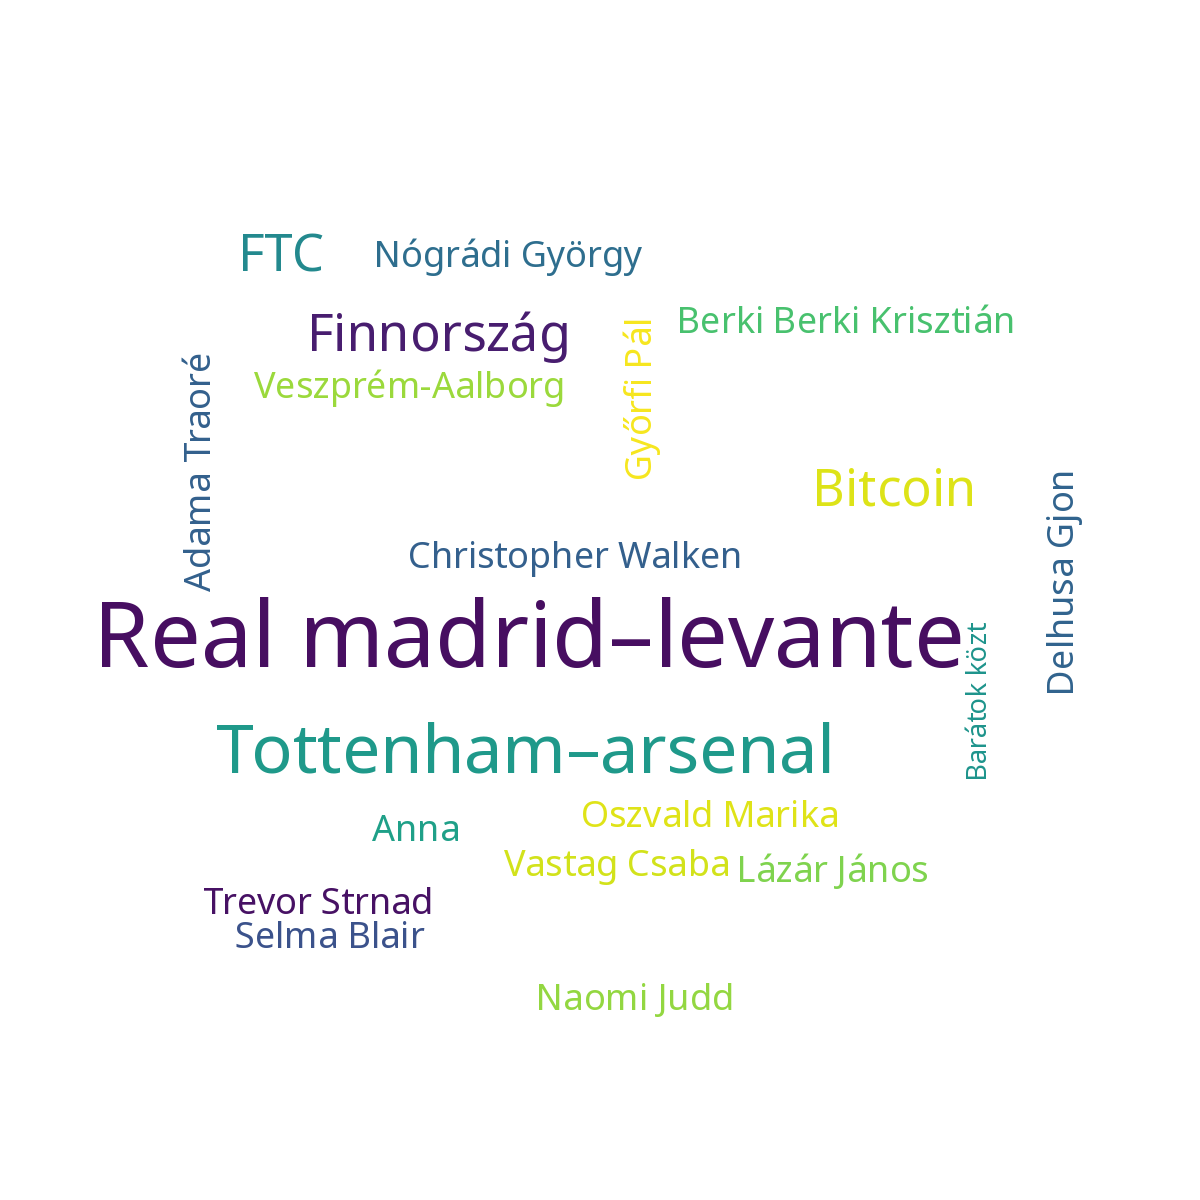 FTC
Nógrádi György
Finnország
Berki Berki Krisztián
Győrfi Pál
Veszprém-Aalborg
Adama Traoré
Bitcoin
Delhusa Gjon
Christopher Walken
Real madrid–levante
Barátok közt
Tottenham–arsenal
Oszvald Marika
Anna
Vastag Csaba
Lázár János
Trevor Strnad
Selma Blair
Naomi Judd